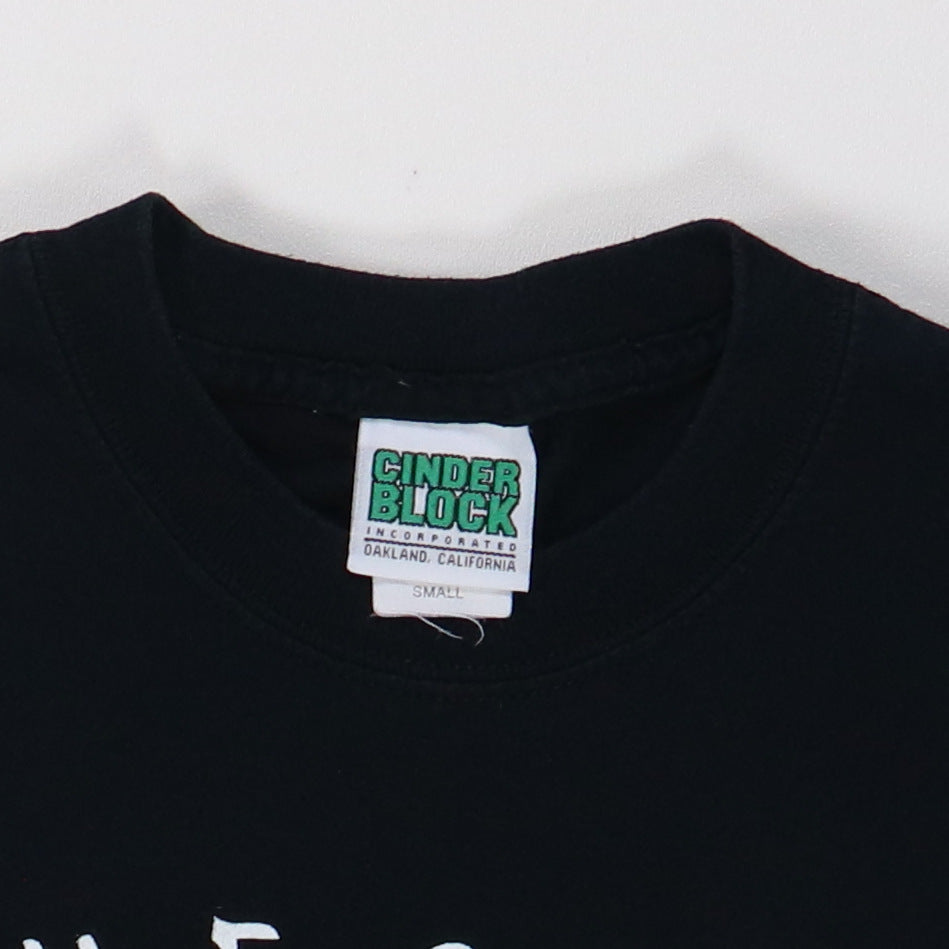 CINDER
BLOCK
INCORPORATED
OAKLAND, CALIFORNIA
SMALL